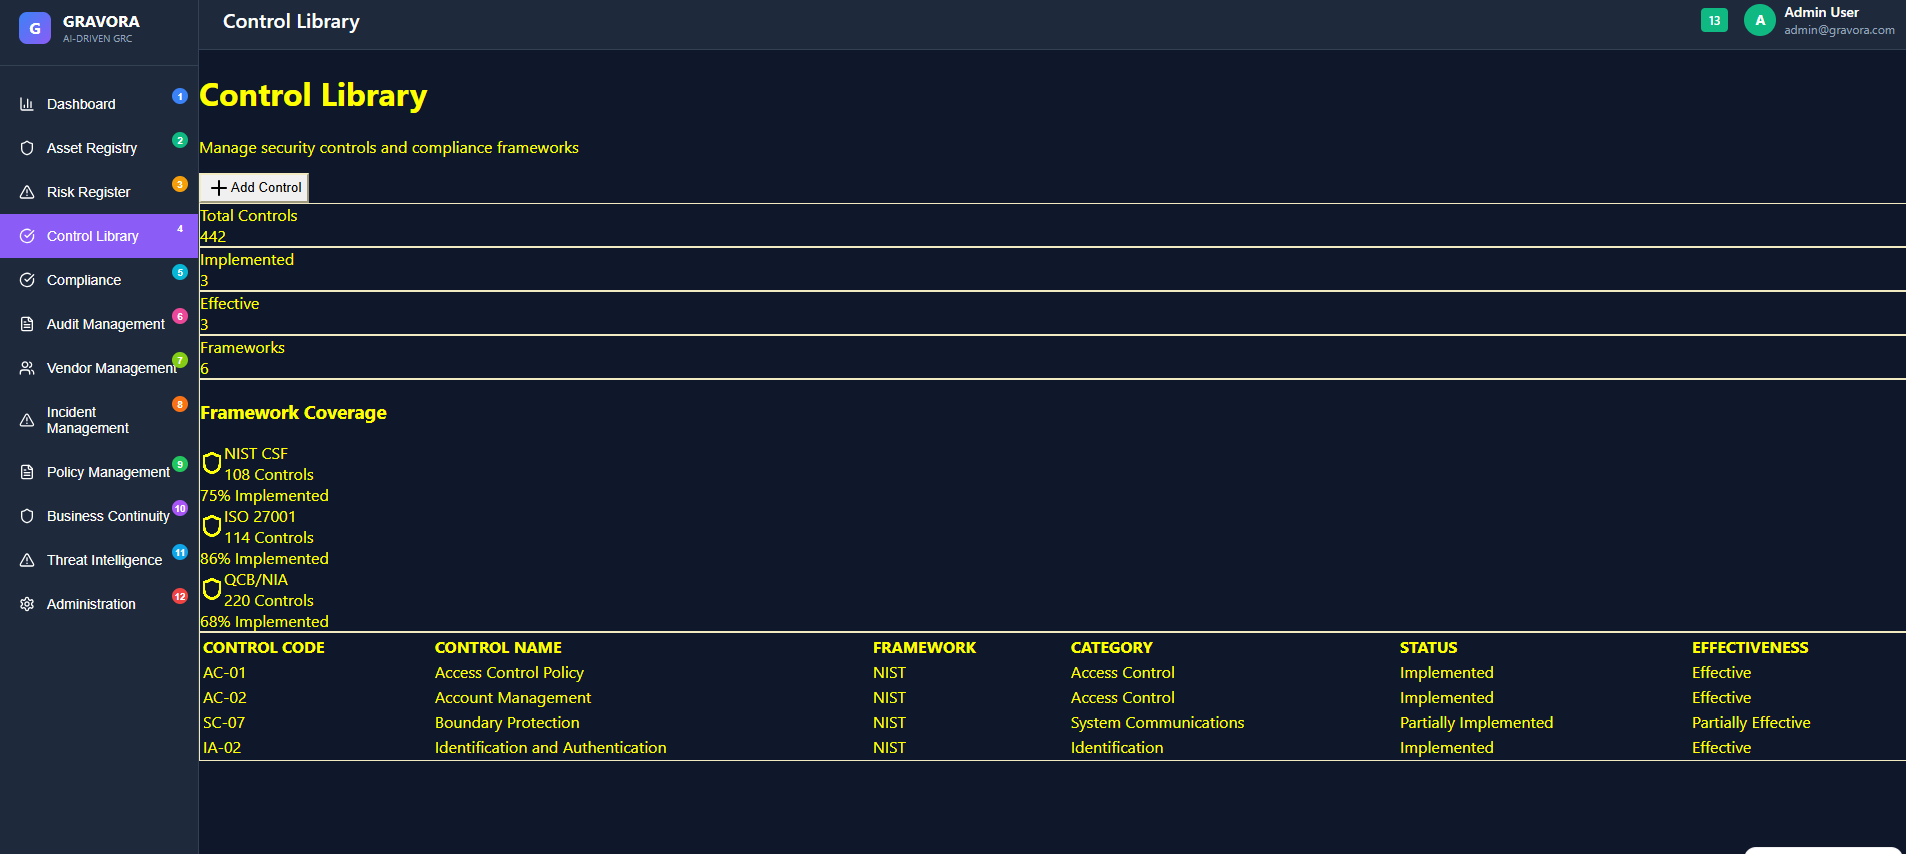 G
GRAVORA
AI-DRIVEN GRC
Control Library
13
A
Admin User
admin@gravora.com
Dashboard 1
Asset Registry 2
Risk Register 3
Control Library 4
Compliance 5
Audit Management 6
Vendor Management 7
Incident
Management 8
Policy Management 9
Business Continuity 10
Threat Intelligence 11
Administration 12
Control Library
Manage security controls and compliance frameworks
Add Control
Total Controls
442
Implemented
3
Effective
3
Frameworks
6
Framework Coverage
NIST CSF
108 Controls
75% Implemented
ISO 27001
114 Controls
86% Implemented
QCB/NIA
220 Controls
68% Implemented
CONTROL CODE CONTROL NAME FRAMEWORK CATEGORY STATUS EFFECTIVENESS
AC-01 Access Control Policy NIST Access Control Implemented Effective
AC-02 Account Management NIST Access Control Implemented Effective
SC-07 Boundary Protection NIST System Communications Partially Implemented Partially Effective
IA-02 Identification and Authentication NIST Identification Implemented Effective